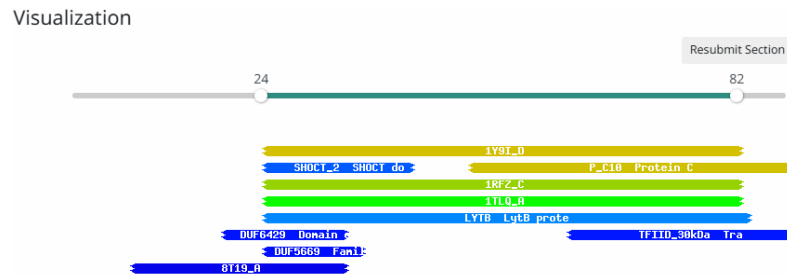 Visualization
Resubmit Section
24 82
1Y9I_D
SHOCT_2 SHOCT do P_C10 Protein C
1RFZ_C
1TLQ_A
LYTB LytB prote
DUF6429 Domain TFIID_30kDa Tra
DUF5669 Famil
8T19_A